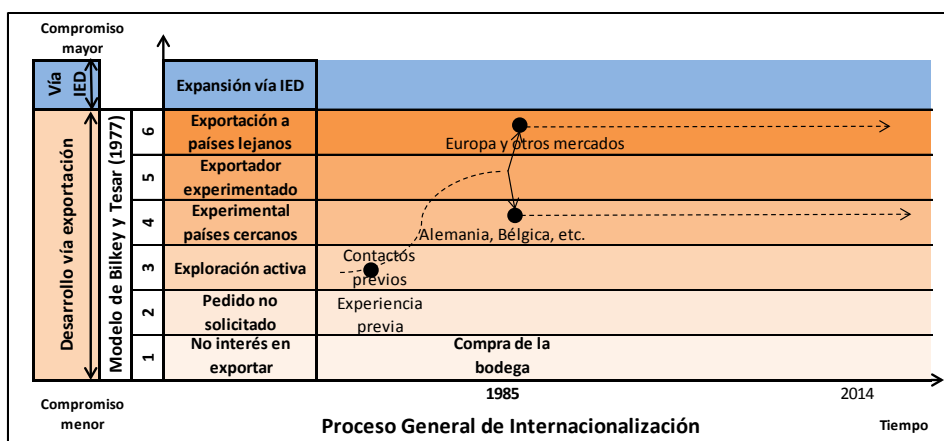 Compromiso
mayor
Vía
IED
Expansión vía IED
Desarrollo vía exportación
Modelo de Bilkey y Tesar (1977)
6
Exportación a
países lejanos
Europa y otros mercados
5
Exportador
experimentado
4
Experimental
países cercanos
Alemania, Bélgica, etc.
3
Exploración activa
Contactos
previos
2
Pedido no
solicitado
Experiencia
previa
1
No interés en
exportar
Compra de la
bodega
1985
2014
Compromiso
menor
Proceso General de Internacionalización
Tiempo